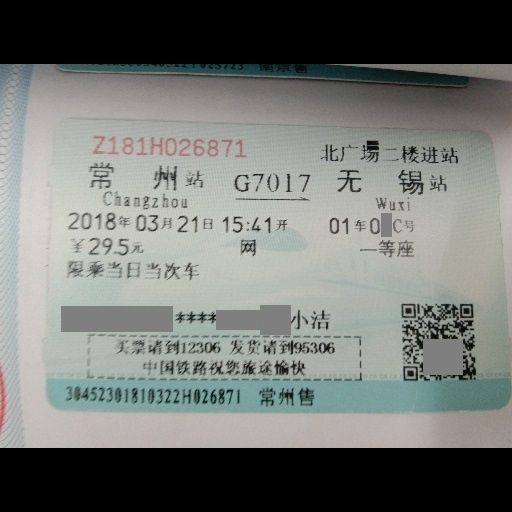 Z181H026871
北广场二楼进站
常州站 G7017 无锡站
Changzhou Wuxi
2018年03月21日15:41开 01车0 C号
￥29.5元 网 一等座
限乘当日当次车
****小洁
买票请到12306 发货请到95306
中国铁路祝您旅途愉快
30452301810322H026871 常州售